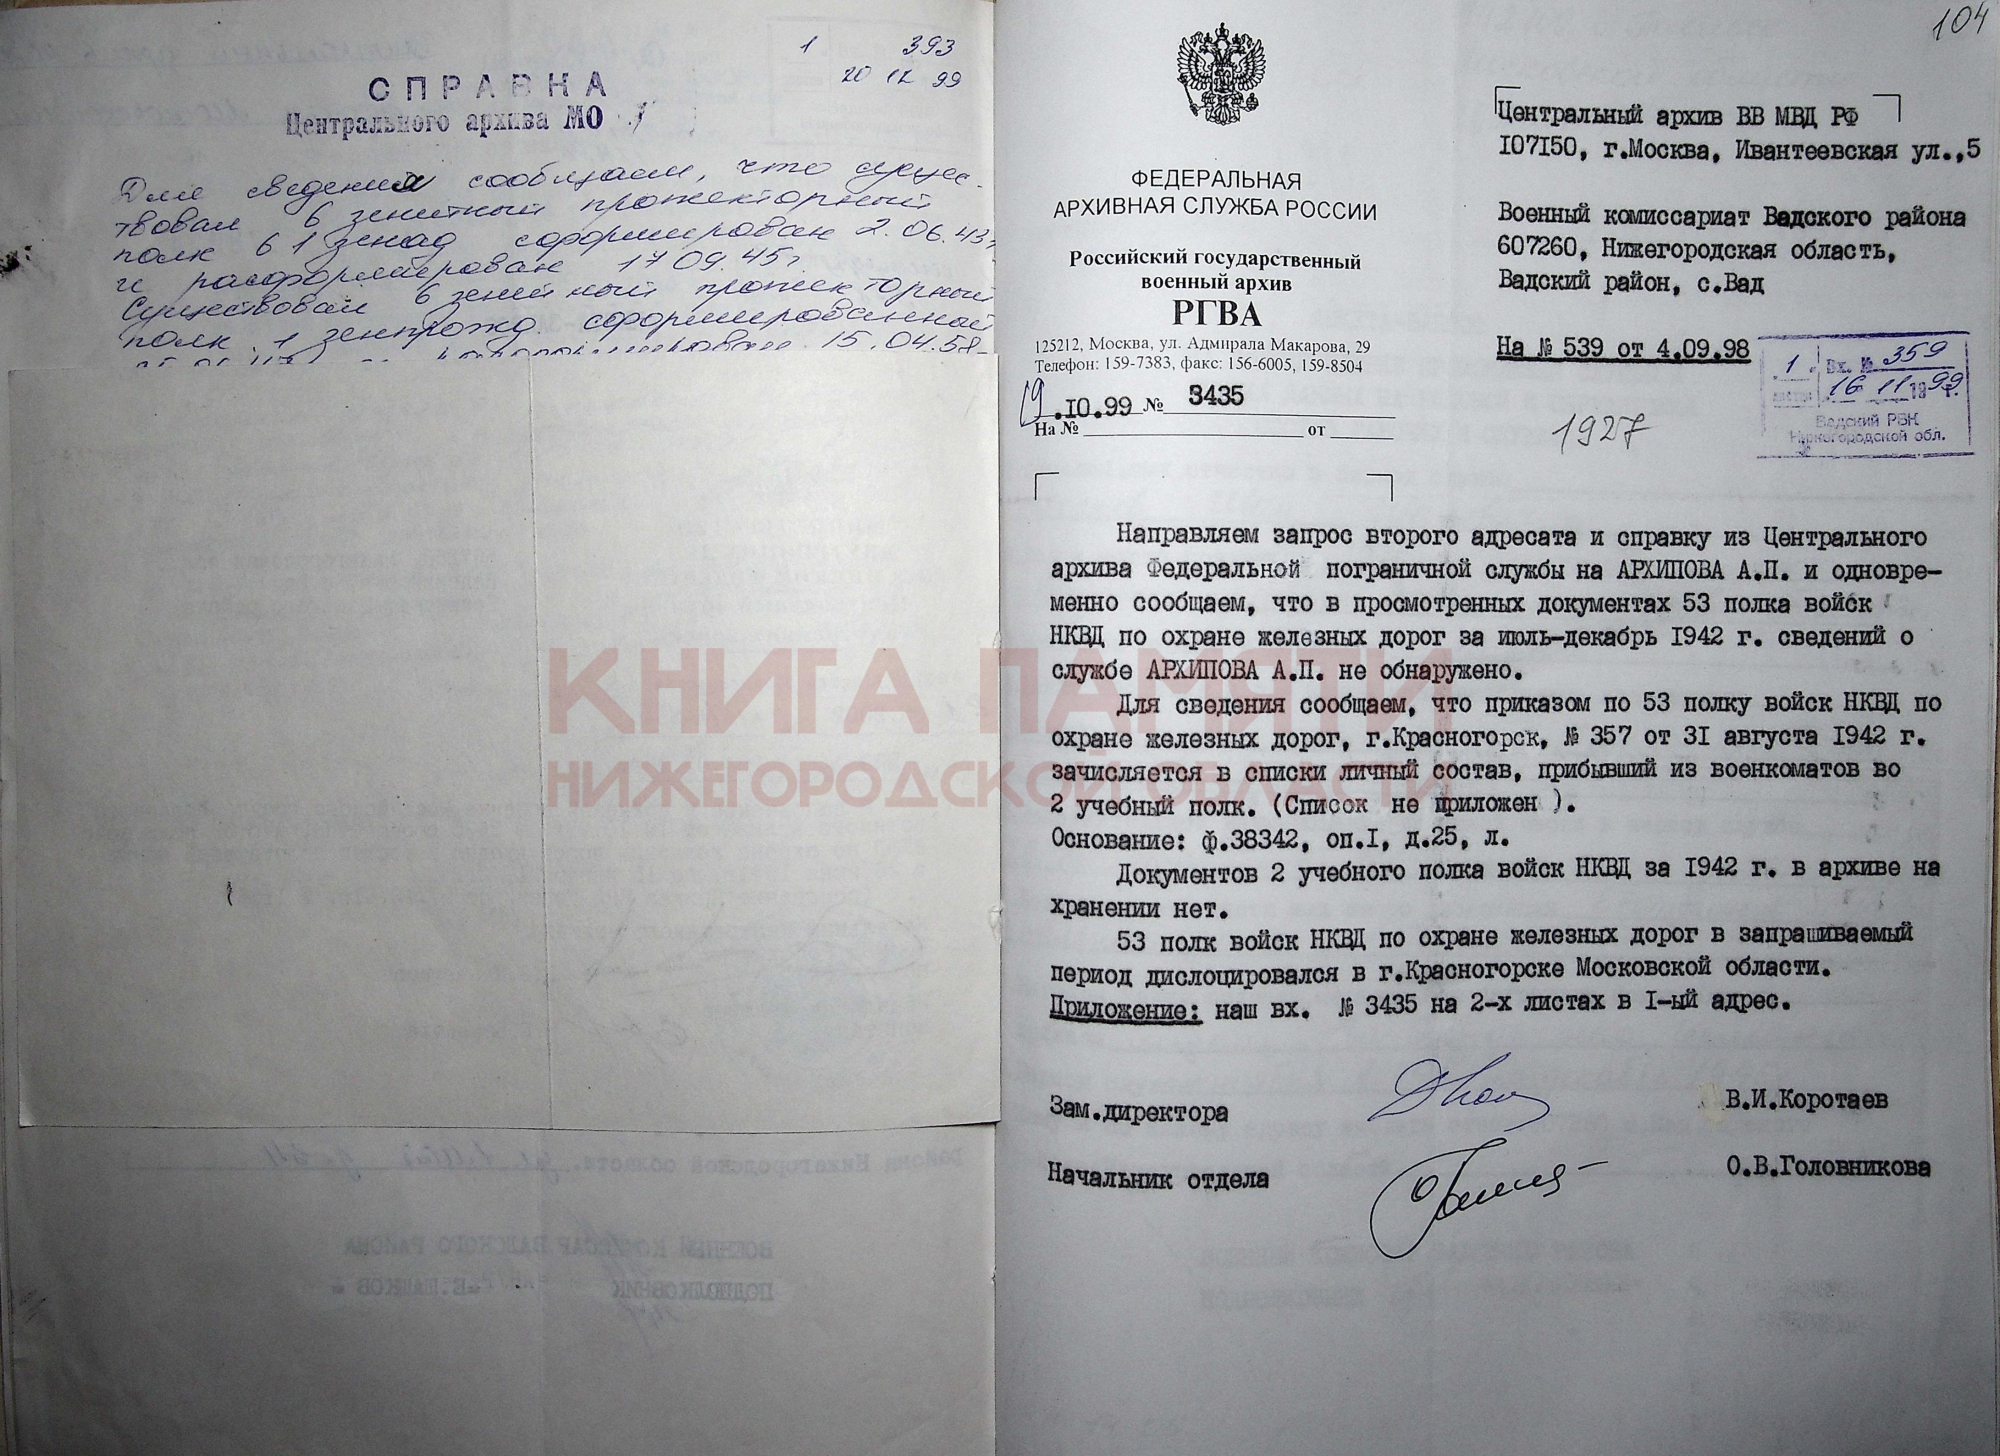 1 393
20 12 99
СПРАВКА
Центрального архива МО
Для сведения сообщаем, что сущес-
твовал 6 зенитный прожекторный
полк 61 зенад сформирован 2.06.43г
и расформирован 17 09.45г
Существовал 6 зенитный прожекторный
полк 1 зенпрожд. сформированный
15.04.58
104
ФЕДЕРАЛЬНАЯ
АРХИВНАЯ СЛУЖБА РОССИИ
Российский государственный
военный архив
РГВА
125212, Москва, ул. Адмирала Макарова, 29
Телефон: 159-7383, факс: 156-6005, 159-8504
19.10.99 № 3435
На № от
Центральный архив ВВ МВД РФ
107150, г.Москва, Ивантеевская ул.,5
Военный комиссариат Вадского района
607260, Нижегородская область,
Вадский район, с.Вад
На № 539 от 4.09.98
1 Вх. № 359
16 11 1999 г.
Вадский РВК
Нижегородской обл.
1927
Направляем запрос второго адресата и справку из Центрального
архива Федеральной пограничной службы на АРХИПОВА А.П. и одновре-
менно сообщаем, что в просмотренных документах 53 полка войск
НКВД по охране железных дорог за июль-декабрь 1942 г. сведений о
службе АРХИПОВА А.П. не обнаружено.
Для сведения сообщаем, что приказом по 53 полку войск НКВД по
охране железных дорог, г.Красногорск, № 357 от 31 августа 1942 г.
зачисляется в списки личный состав, прибывший из военкоматов во
2 учебный полк. (Список не приложен ).
Основание: ф.38342, оп.1, д.25, л.
Документов 2 учебного полка войск НКВД за 1942 г. в архиве на
хранении нет.
53 полк войск НКВД по охране железных дорог в запрашиваемый
период дислоцировался в г.Красногорске Московской области.
Приложение: наш вх. № 3435 на 2-х листах в 1-ый адрес.
Зам.директора В.И.Коротаев
Начальник отдела О.В.Головникова
КНИГА ПАМЯТИ
НИЖЕГОРОДСКОЙ ОБЛАСТИ